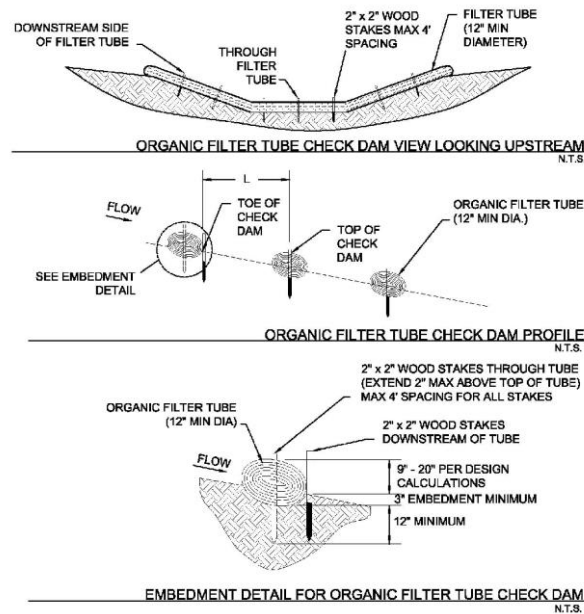 DOWNSTREAM SIDE
OF FILTER TUBE
THROUGH
FILTER
TUBE
2" x 2" WOOD
STAKES MAX 4'
SPACING
FILTER TUBE
(12" MIN
DIAMETER)
ORGANIC FILTER TUBE CHECK DAM VIEW LOOKING UPSTREAM
N.T.S.
FLOW
L
TOE OF
CHECK
DAM
TOP OF
CHECK
DAM
ORGANIC FILTER TUBE
(12" MIN DIA.)
SEE EMBEDMENT
DETAIL
ORGANIC FILTER TUBE CHECK DAM PROFILE
N.T.S.
2" x 2" WOOD STAKES THROUGH TUBE
(EXTEND 2" MAX ABOVE TOP OF TUBE)
MAX 4' SPACING FOR ALL STAKES
ORGANIC FILTER TUBE
(12" MIN DIA)
2" x 2" WOOD STAKES
DOWNSTREAM OF TUBE
FLOW
9" - 20" PER DESIGN
CALCULATIONS
3" EMBEDMENT MINIMUM
12" MINIMUM
EMBEDMENT DETAIL FOR ORGANIC FILTER TUBE CHECK DAM
N.T.S.